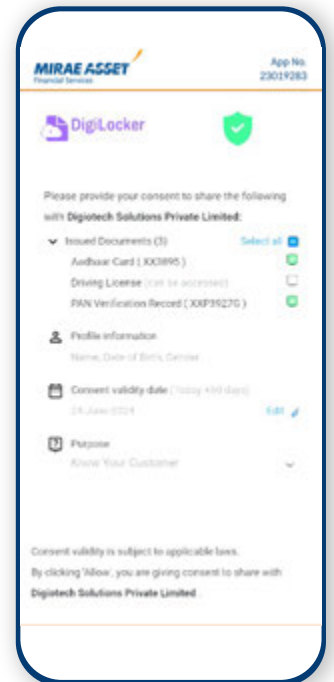 MIRAE ASSET
Financial Services
App No.
23019283
DigiLocker
Please provide your consent to share the following
with Digiotech Solutions Private Limited:
Issued Documents (3)
Select all
Aadhaar Card ( XX3895 )
Driving License (can be accessed)
PAN Verification Record ( XXP3927G )
Profile information
Name, Date of Birth, Gender
Consent validity date (Today +30 days)
24-June-2024
Edit
Purpose
Know Your Customer
Consent validity is subject to applicable laws.
By clicking 'Allow', you are giving consent to share with
Digiotech Solutions Private Limited.